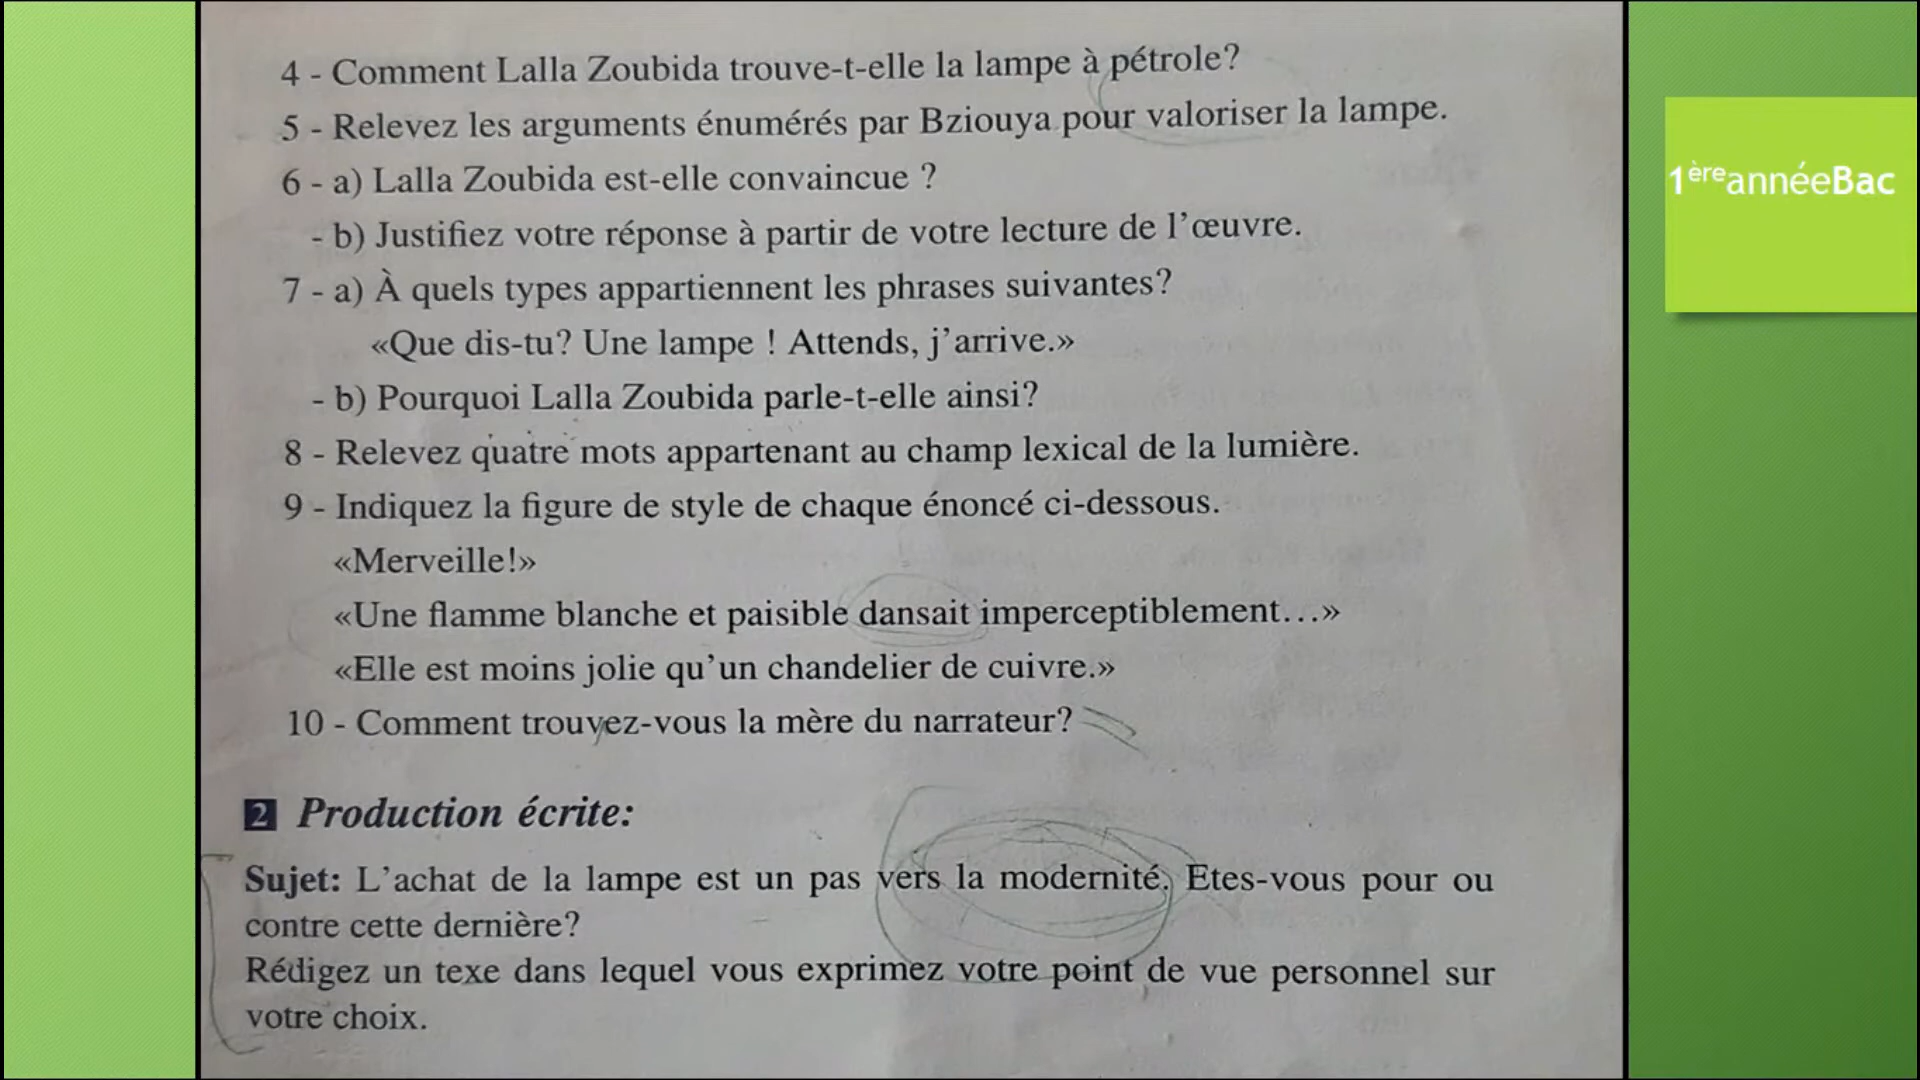 4 - Comment Lalla Zoubida trouve-t-elle la lampe à pétrole?
5 - Relevez les arguments énumérés par Bziouya pour valoriser la lampe.
6 - a) Lalla Zoubida est-elle convaincue ?
- b) Justifiez votre réponse à partir de votre lecture de l'œuvre.
7 - a) À quels types appartiennent les phrases suivantes?
«Que dis-tu? Une lampe ! Attends, j'arrive.»
- b) Pourquoi Lalla Zoubida parle-t-elle ainsi?
8 - Relevez quatre mots appartenant au champ lexical de la lumière.
9 - Indiquez la figure de style de chaque énoncé ci-dessous.
«Merveille!»
«Une flamme blanche et paisible dansait imperceptiblement...»
«Elle est moins jolie qu'un chandelier de cuivre.»
10 - Comment trouvez-vous la mère du narrateur?
2 Production écrite:
Sujet: L'achat de la lampe est un pas vers la modernité. Etes-vous pour ou
contre cette dernière?
Rédigez un texe dans lequel vous exprimez votre point de vue personnel sur
votre choix.
1èreannéeBac